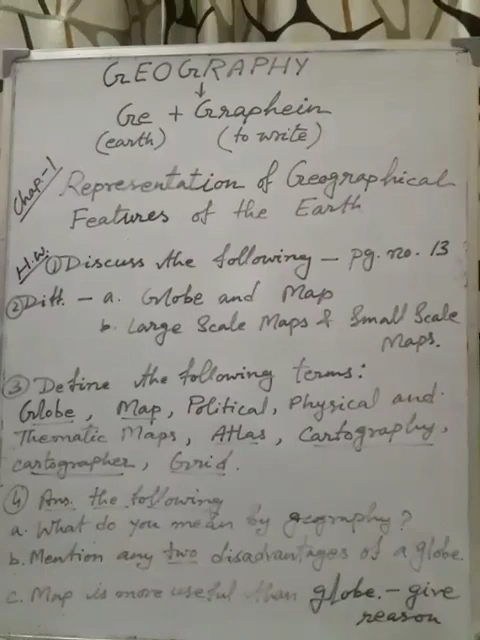 GEOGRAPHY
↓
Ge + Graphein
(earth) (to write)
Chap-1 Representation of Geographical
Features of the Earth
H.W. ① Discuss the following - pg. no. 13
② Diff. - a. Globe and Map
b. Large Scale Maps & Small Scale
Maps.
③ Define the following terms:
Globe, Map, Political, Physical and
Thematic Maps, Atlas, Cartography,
cartographer, Grid.
④ Ans. the following
a. What do you mean by geography?
b. Mention any two disadvantages of a globe.
c. Map is more useful than globe. - give
reason